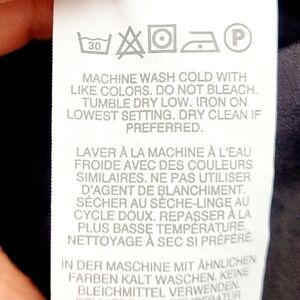 30 P
MACHINE WASH COLD WITH
LIKE COLORS. DO NOT BLEACH.
TUMBLE DRY LOW. IRON ON
LOWEST SETTING. DRY CLEAN IF
PREFERRED.
LAVER À LA MACHINE À L'EAU
FROIDE AVEC DES COULEURS
SIMILAIRES. NE PAS UTILISER
D'AGENT DE BLANCHIMENT.
SÉCHER AU SÈCHE-LINGE AU
CYCLE DOUX. REPASSER À LA
PLUS BASSE TEMPÉRATURE.
NETTOYAGE À SEC SI PRÉFÉRÉ.
IN DER MASCHINE MIT ÄHNLICHEN
FARBEN KALT WASCHEN. KEINE
BLEICHMITTEL VERWENDEN.